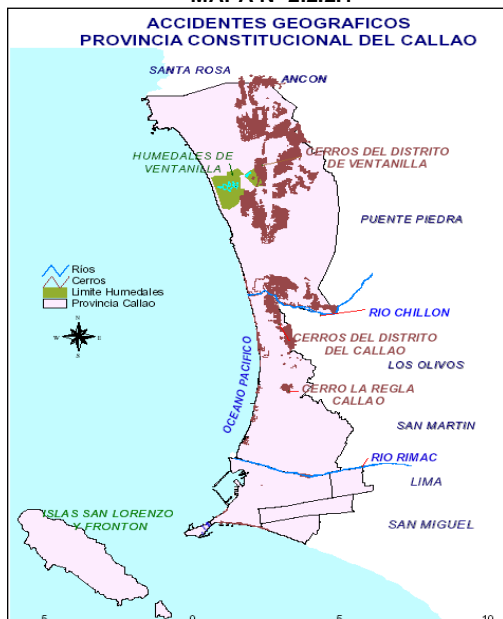 ACCIDENTES GEOGRAFICOS
PROVINCIA CONSTITUCIONAL DEL CALLAO
SANTA ROSA
ANCON
HUMEDALES DE
VENTANILLA
CERROS DEL DISTRITO
DE VENTANILLA
PUENTE PIEDRA
Ríos
Cerros
Limite Humedales
Provincia Callao
N
W
E
S
RIO CHILLON
OCEANO PACIFICO
CERROS DEL DISTRITO
DEL CALLAO
LOS OLIVOS
CERRO LA REGLA
CALLAO
SAN MARTIN
RIO RIMAC
LIMA
ISLAS SAN LORENZO
Y FRONTON
SAN MIGUEL
5
0
5
10